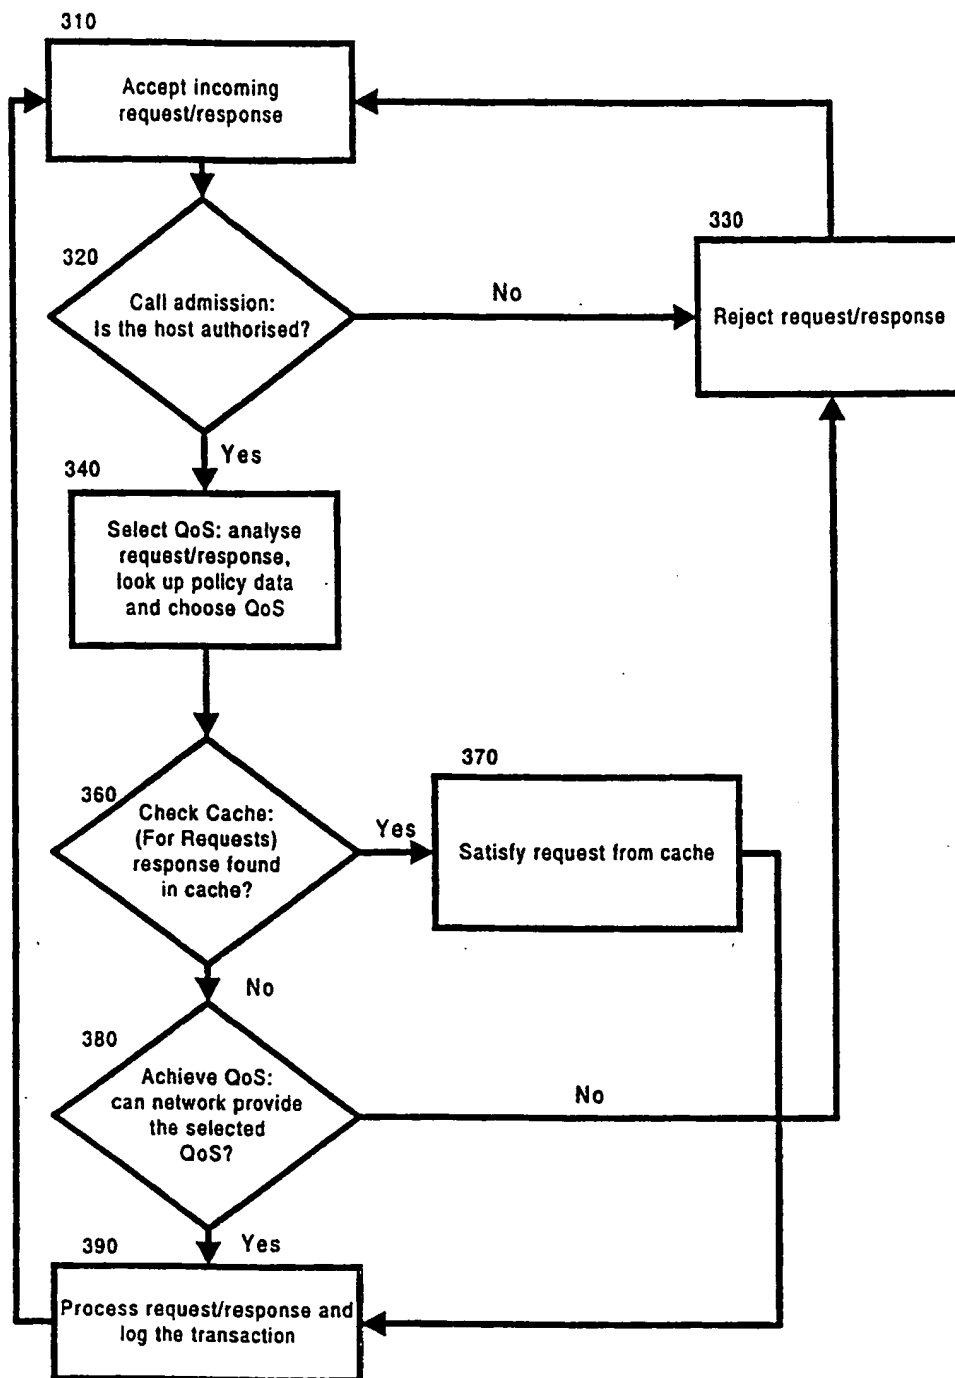 310
Accept incoming
request/response
320
Call admission:
Is the host authorised?
No
330
Reject request/response
Yes
340
Select QoS: analyse
request/response,
look up policy data
and choose QoS
360
Check Cache:
(For Requests)
response found
in cache?
Yes
370
Satisfy request from cache
No
380
Achieve QoS:
can network provide
the selected
QoS?
No
Yes
390
Process request/response and
log the transaction